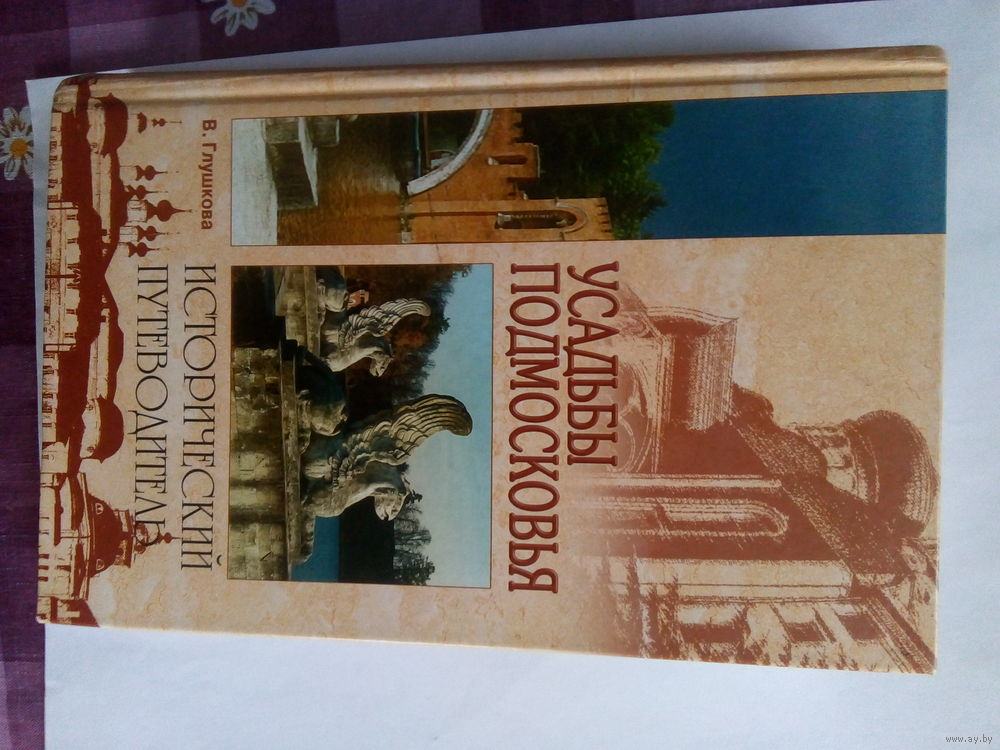 В. Глушкова
ИСТОРИЧЕСКИЙ
ПУТЕВОДИТЕЛЬ
УСАДЬБЫ
ПОДМОСКОВЬЯ
www.ay.by